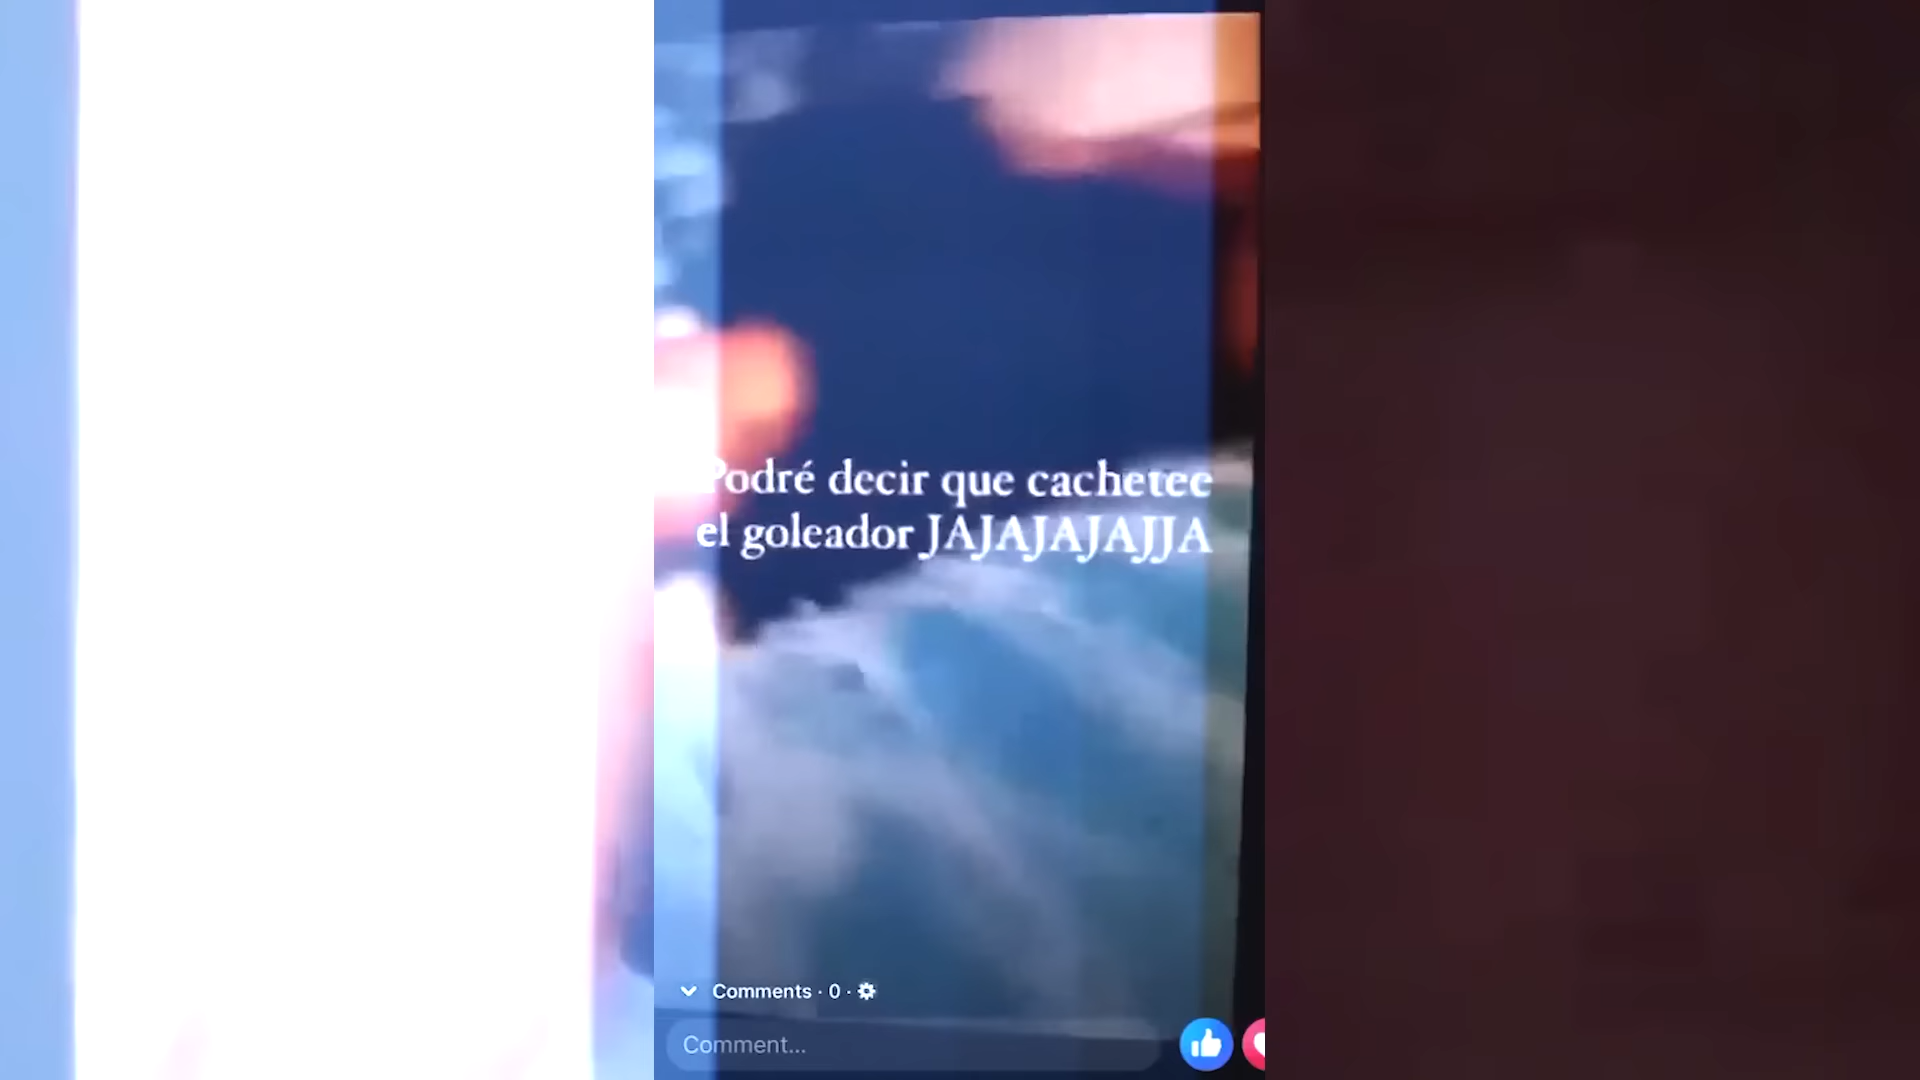 Podré decir que cachetee
el goleador JAJAJAJAJJA
Comments · 0 ·
Comment...